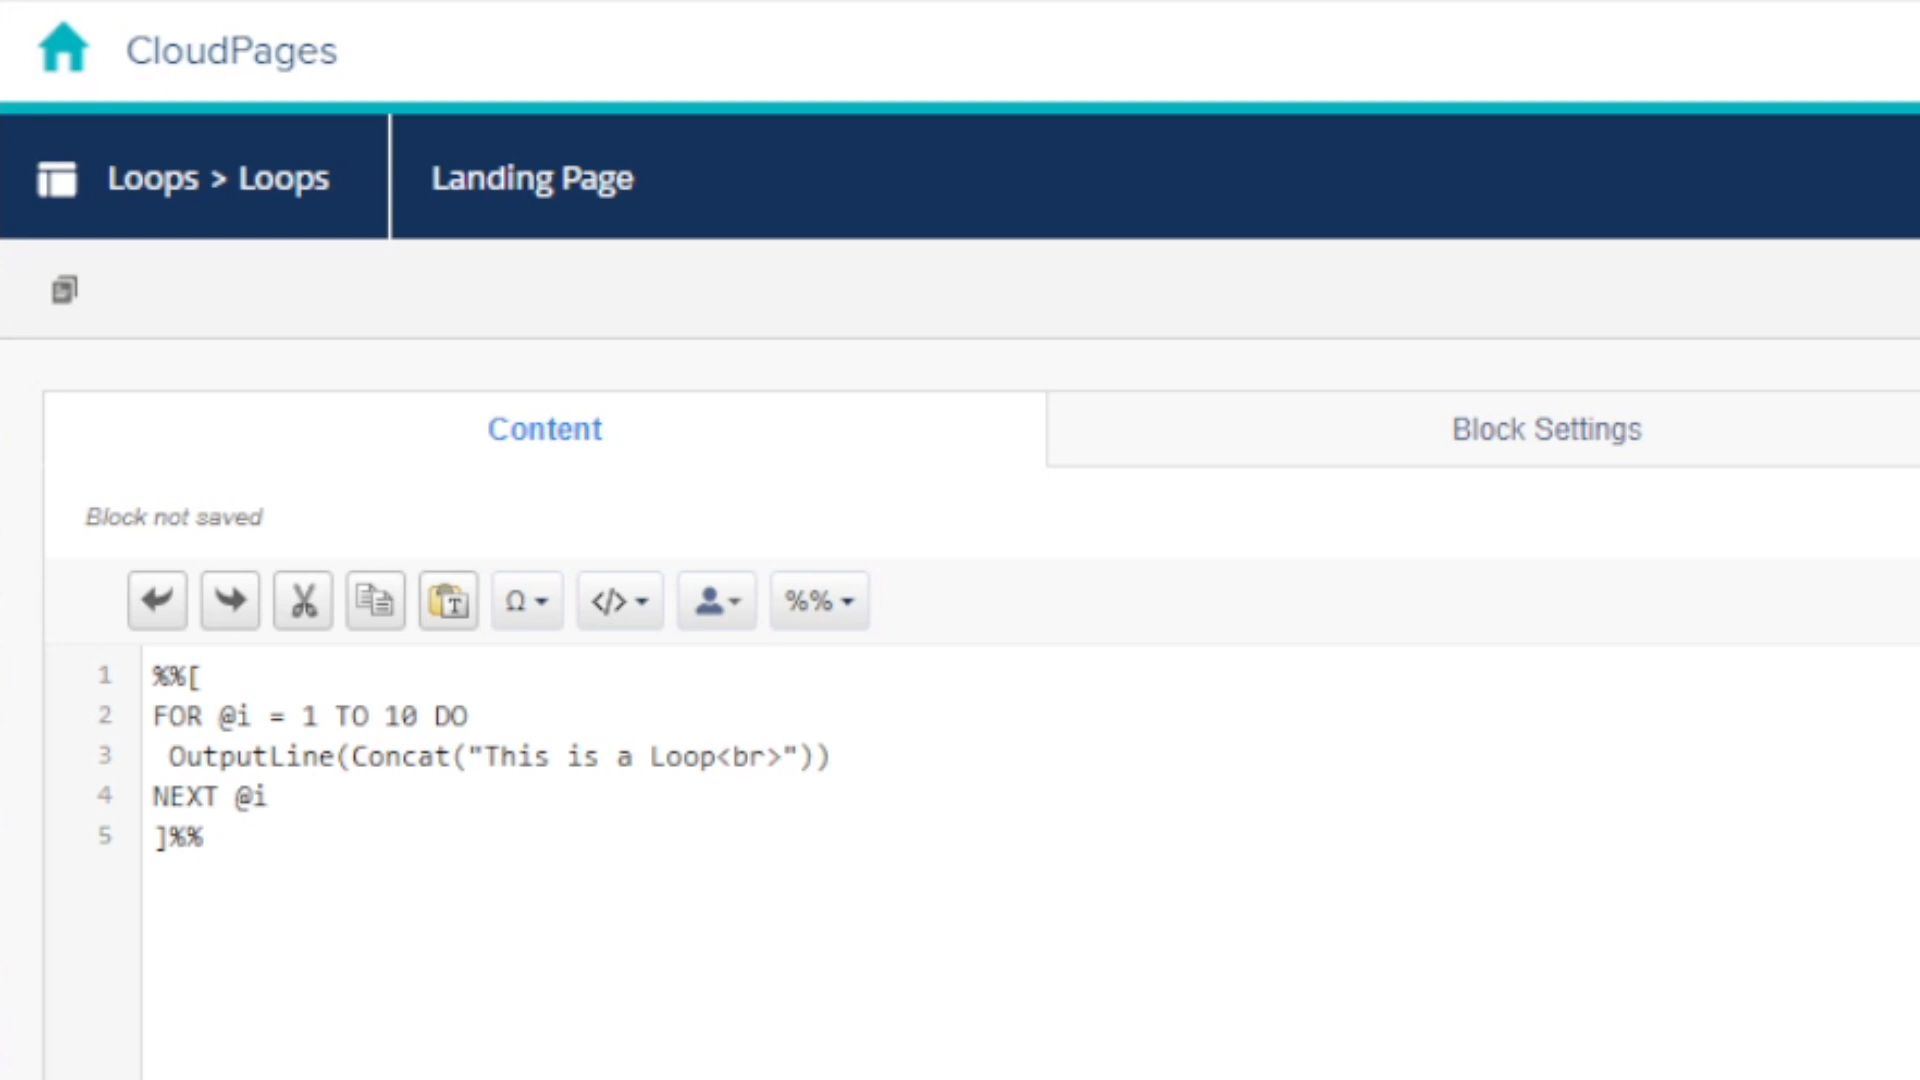 CloudPages
Loops > Loops
Landing Page
Content
Block Settings
Block not saved
Ω
</>
%%
1 %%[
2 FOR @i = 1 TO 10 DO
3 OutputLine(Concat("This is a Loop<br>"))
4 NEXT @i
5 ]%%